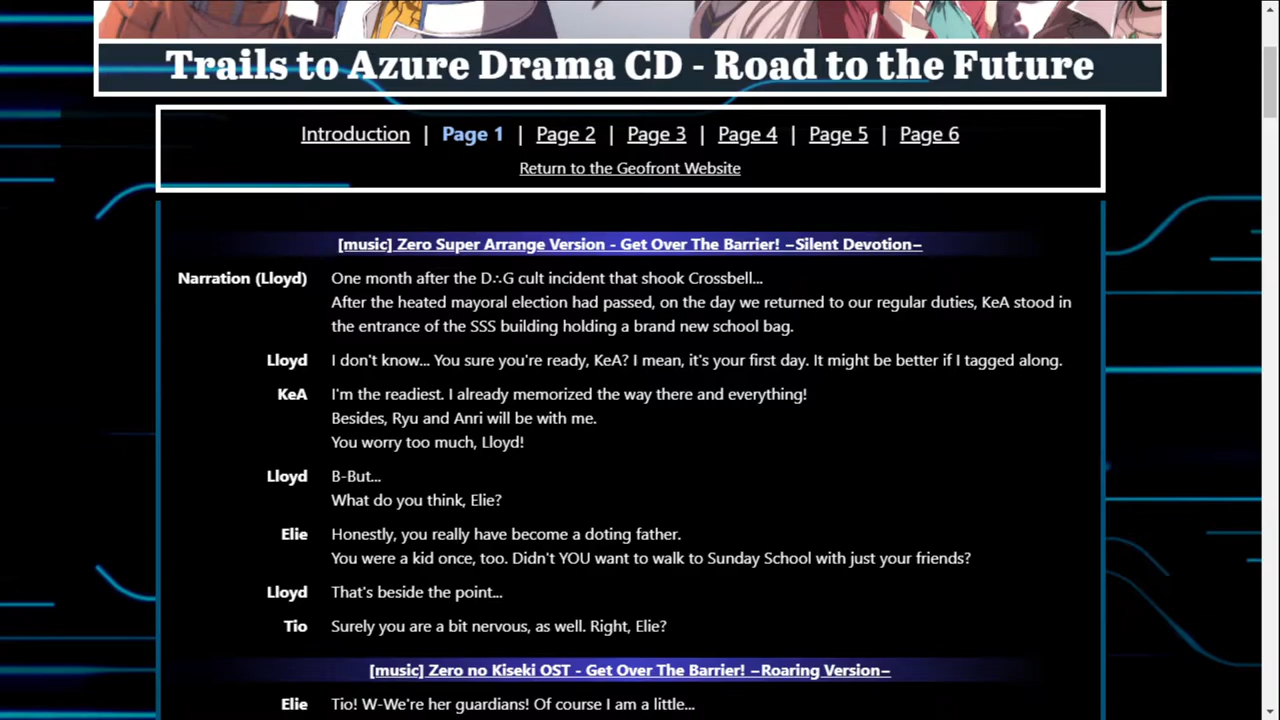 Trails to Azure Drama CD - Road to the Future
Introduction | Page 1 | Page 2 | Page 3 | Page 4 | Page 5 | Page 6
Return to the Geofront Website
[music] Zero Super Arrange Version - Get Over The Barrier! −Silent Devotion−
Narration (Lloyd) One month after the D∴G cult incident that shook Crossbell...
After the heated mayoral election had passed, on the day we returned to our regular duties, KeA stood in
the entrance of the SSS building holding a brand new school bag.
Lloyd I don't know... You sure you're ready, KeA? I mean, it's your first day. It might be better if I tagged along.
KeA I'm the readiest. I already memorized the way there and everything!
Besides, Ryu and Anri will be with me.
You worry too much, Lloyd!
Lloyd B-But...
What do you think, Elie?
Elie Honestly, you really have become a doting father.
You were a kid once, too. Didn't YOU want to walk to Sunday School with just your friends?
Lloyd That's beside the point...
Tio Surely you are a bit nervous, as well. Right, Elie?
[music] Zero no Kiseki OST - Get Over The Barrier! −Roaring Version−
Elie Tio! W-We're her guardians! Of course I am a little...